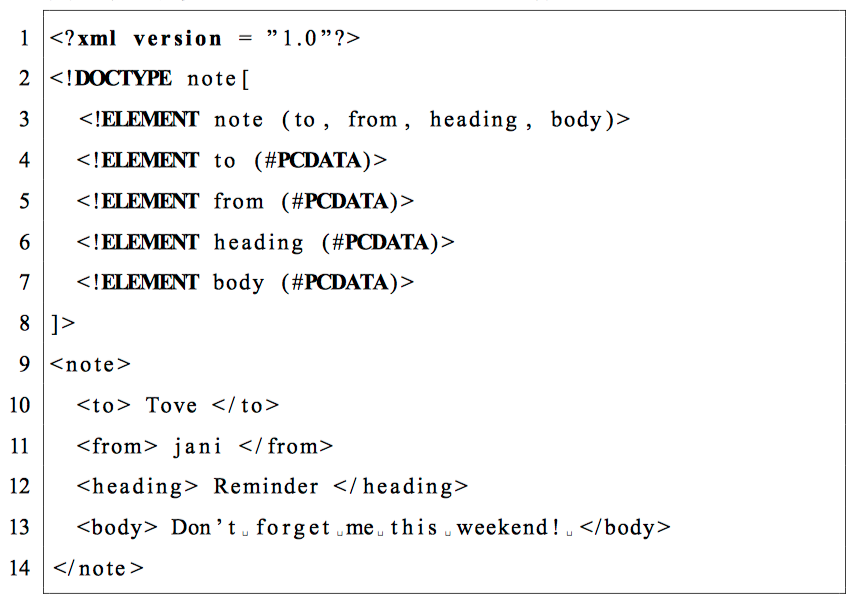 1 <?xml version = ”1.0”?>
2 <!DOCTYPE note[
3 <!ELEMENT note (to, from, heading, body)>
4 <!ELEMENT to (#PCDATA)>
5 <!ELEMENT from (#PCDATA)>
6 <!ELEMENT heading (#PCDATA)>
7 <!ELEMENT body (#PCDATA)>
8 ]>
9 <note>
10 <to> Tove </to>
11 <from> jani </from>
12 <heading> Reminder </heading>
13 <body> Don’t␣forget␣me␣this␣weekend!␣</body>
14 </note>